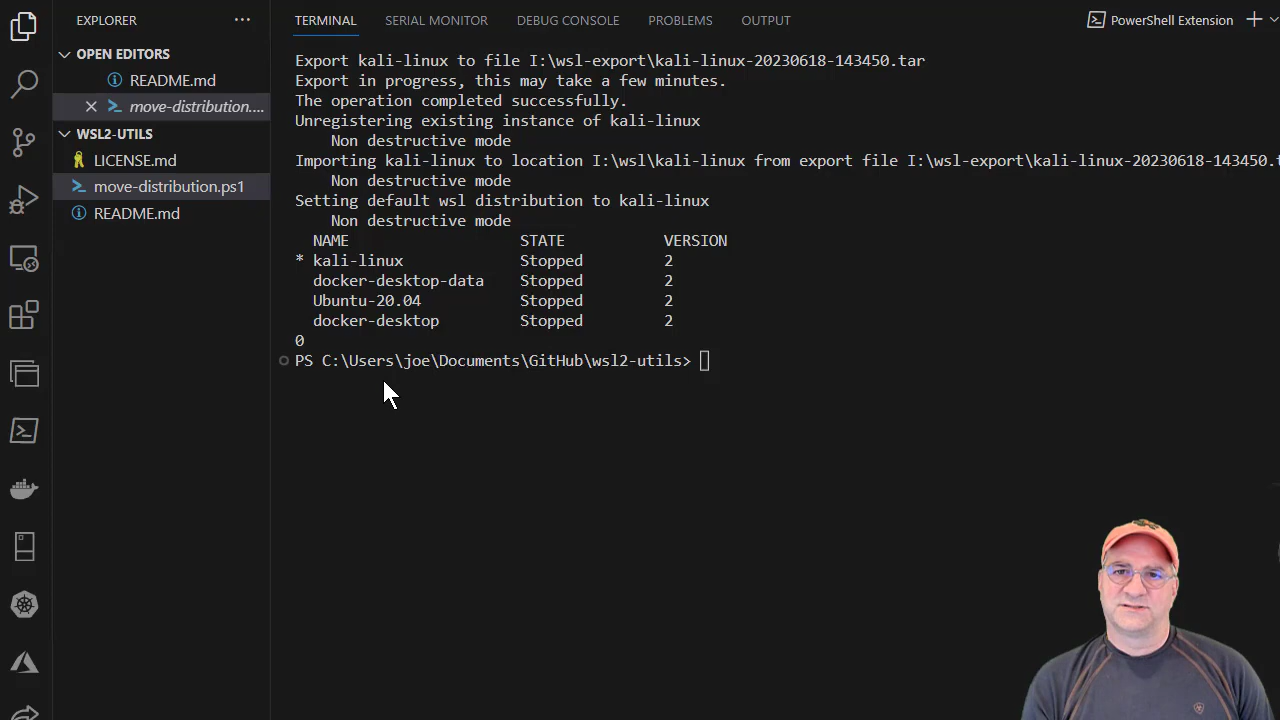 EXPLORER
OPEN EDITORS
README.md
move-distribution....
WSL2-UTILS
LICENSE.md
move-distribution.ps1
README.md
TERMINAL SERIAL MONITOR DEBUG CONSOLE PROBLEMS OUTPUT PowerShell Extension
Export kali-linux to file I:\wsl-export\kali-linux-20230618-143450.tar
Export in progress, this may take a few minutes.
The operation completed successfully.
Unregistering existing instance of kali-linux
Non destructive mode
Importing kali-linux to location I:\wsl\kali-linux from export file I:\wsl-export\kali-linux-20230618-143450.t
Non destructive mode
Setting default wsl distribution to kali-linux
Non destructive mode
NAME STATE VERSION
* kali-linux Stopped 2
docker-desktop-data Stopped 2
Ubuntu-20.04 Stopped 2
docker-desktop Stopped 2
0
PS C:\Users\joe\Documents\GitHub\wsl2-utils>